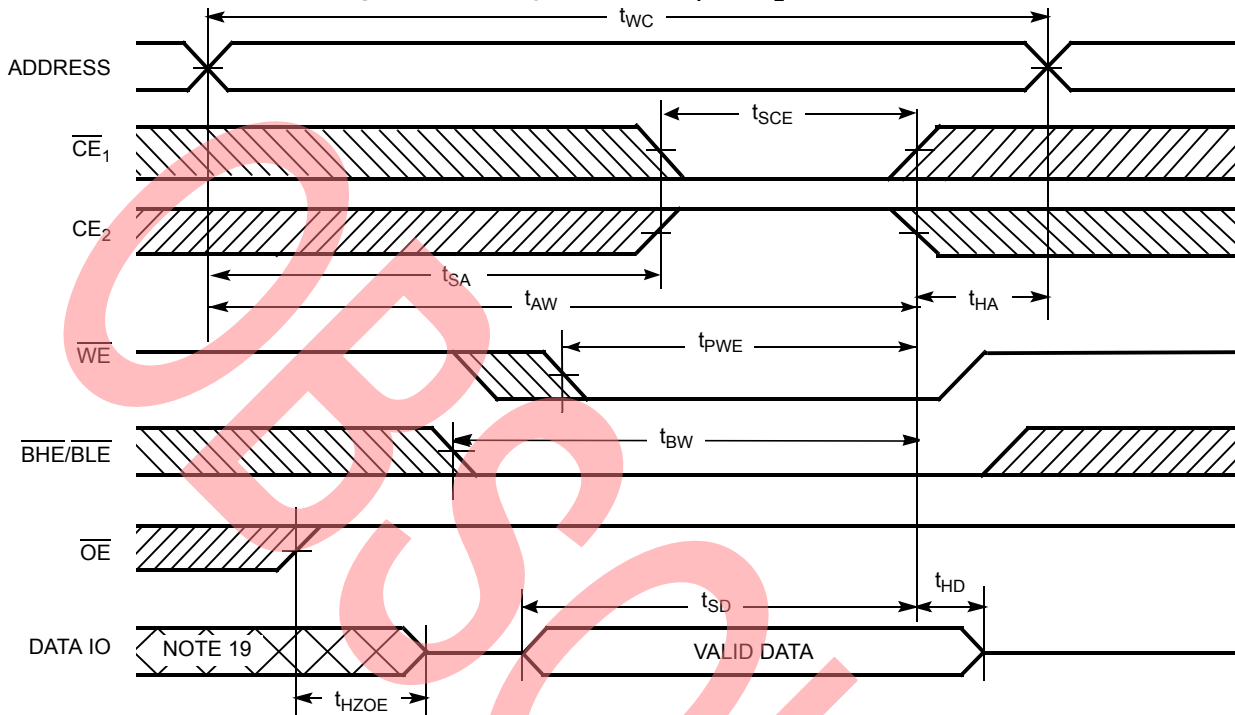 tWC
ADDRESS
tSCE
CE1
CE2
tSA
tAW
tHA
WE
tPWE
BHE/BLE
tBW
OE
tHD
tSD
DATA IO
NOTE 19
VALID DATA
tHZOE